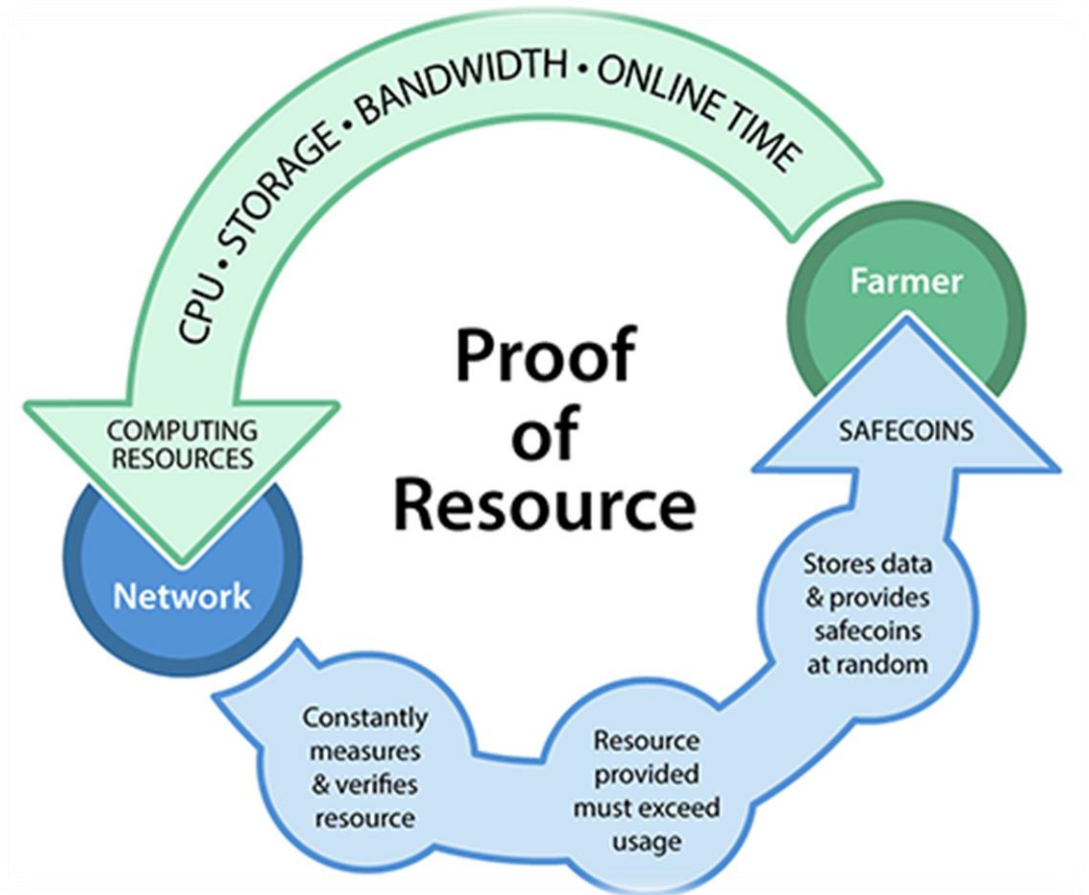 CPU • STORAGE • BANDWIDTH • ONLINE TIME
Farmer
COMPUTING
RESOURCES
Proof
of
Resource
SAFECOINS
Network
Stores data
& provides
safecoins
at random
Constantly
measures
& verifies
resource
Resource
provided
must exceed
usage